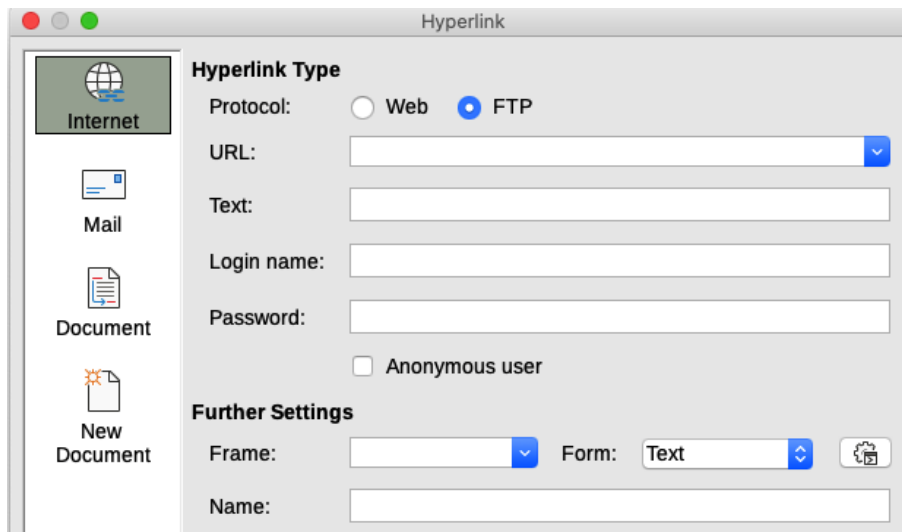 Hyperlink
Internet
Mail
Document
New
Document
Hyperlink Type
Protocol: Web FTP
URL:
Text:
Login name:
Password:
Anonymous user
Further Settings
Frame: Form: Text
Name: